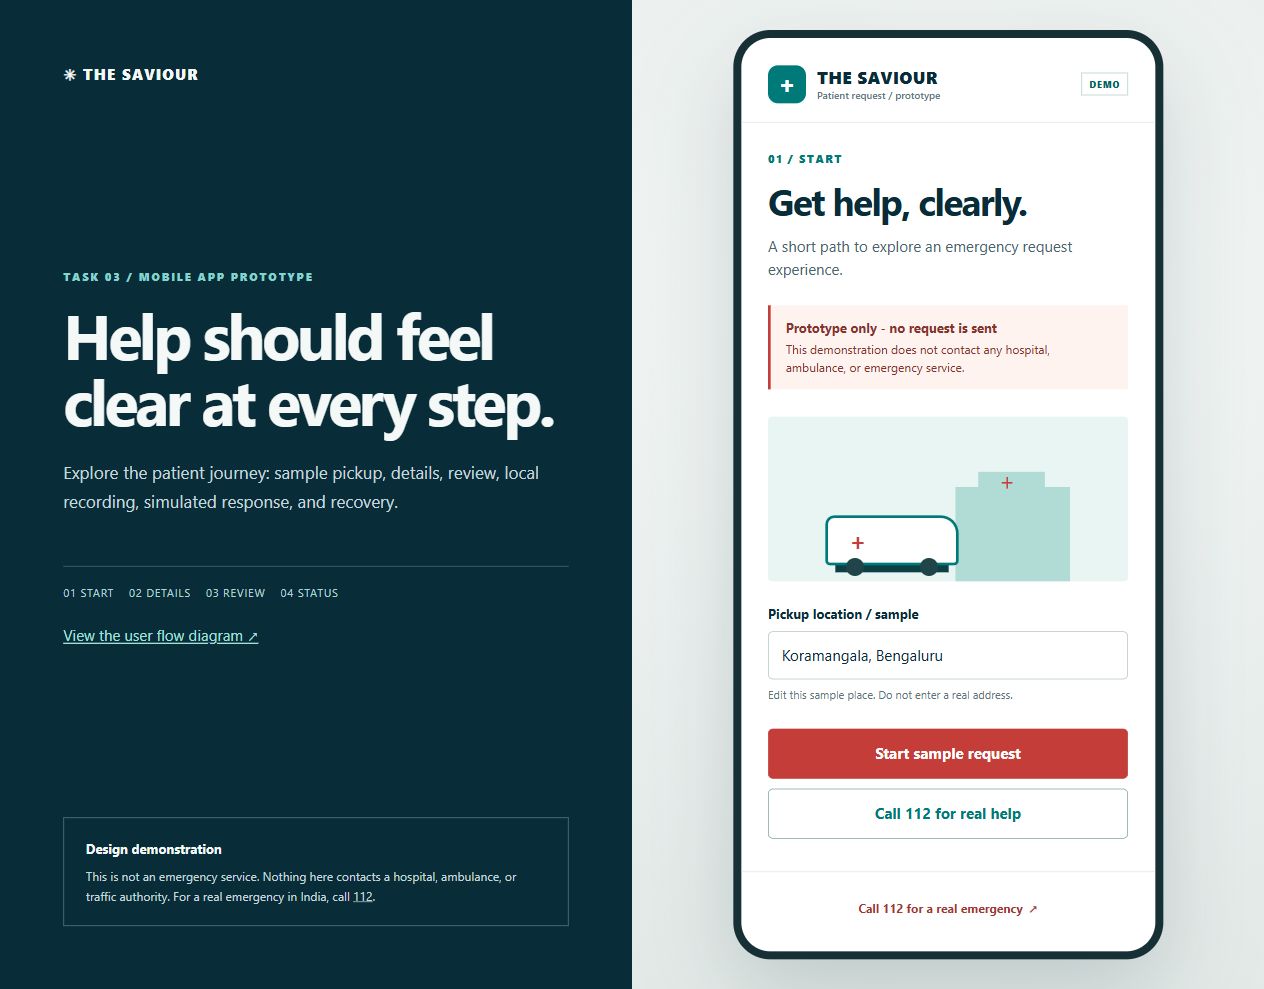 ✳ THE SAVIOUR
TASK 03 / MOBILE APP PROTOTYPE
Help should feel
clear at every step.
Explore the patient journey: sample pickup, details, review, local
recording, simulated response, and recovery.
01 START 02 DETAILS 03 REVIEW 04 STATUS
View the user flow diagram ↗
Design demonstration
This is not an emergency service. Nothing here contacts a hospital, ambulance, or
traffic authority. For a real emergency in India, call 112.
THE SAVIOUR
Patient request / prototype
DEMO
01 / START
Get help, clearly.
A short path to explore an emergency request
experience.
Prototype only - no request is sent
This demonstration does not contact any hospital,
ambulance, or emergency service.
Pickup location / sample
Koramangala, Bengaluru
Edit this sample place. Do not enter a real address.
Start sample request
Call 112 for real help
Call 112 for a real emergency ↗